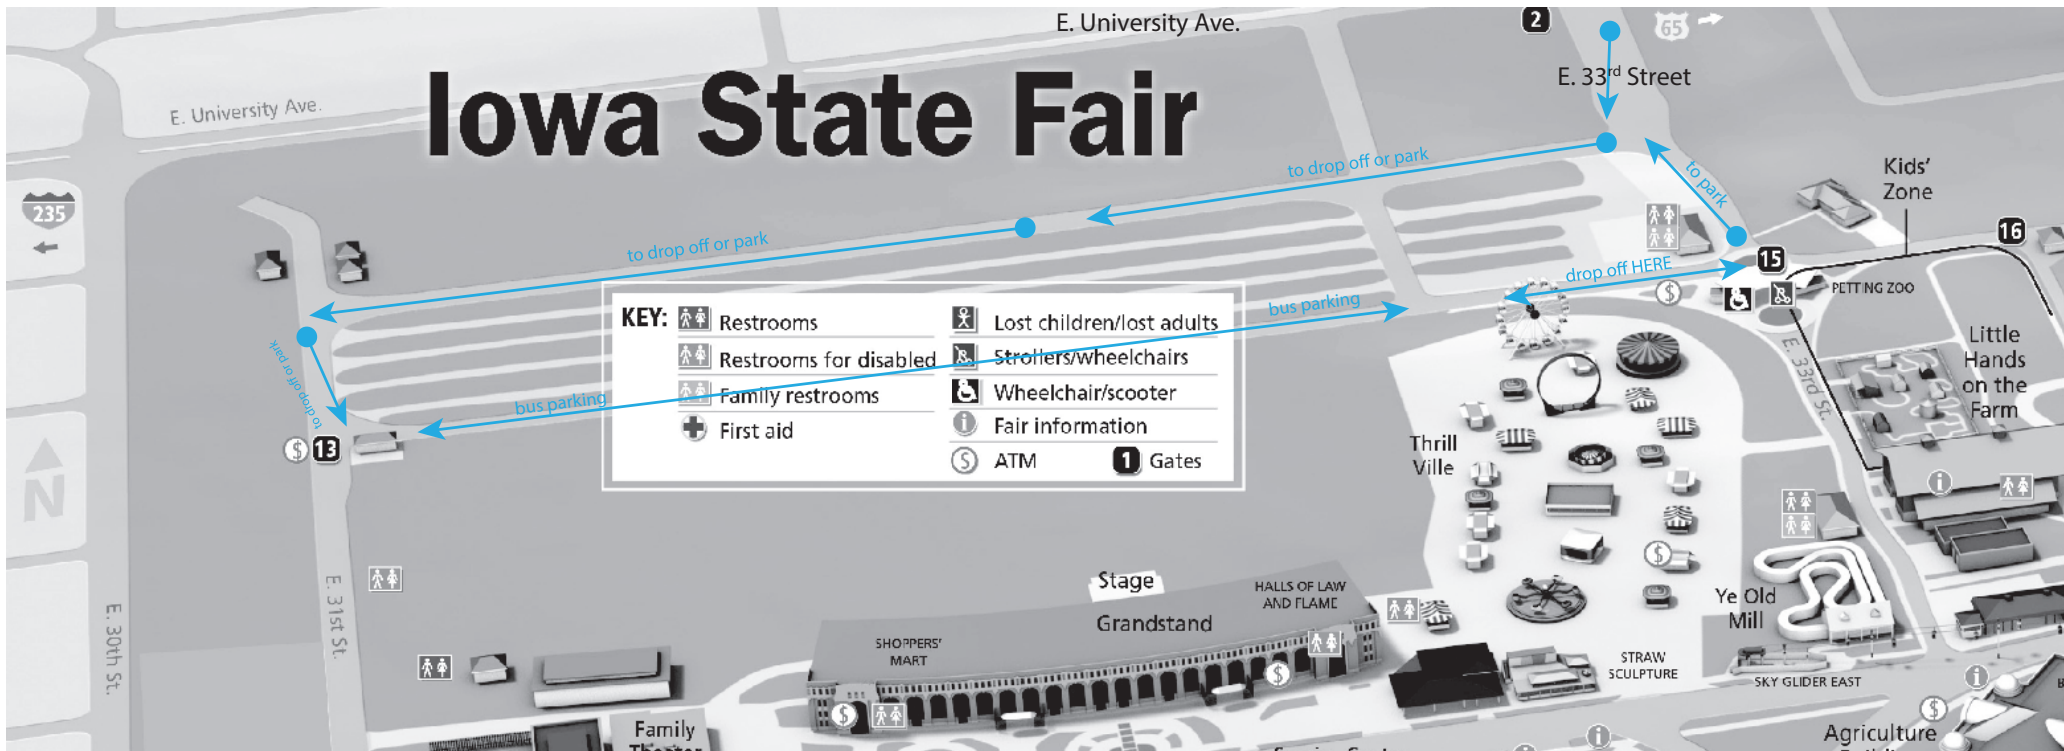 E. University Ave.
2
65
E. 33rd Street
Iowa State Fair
E. University Ave.
235
to drop off or park
to park
Kids'
Zone
to drop off or park
16
15
drop off HERE
PETTING ZOO
bus parking
KEY:
Restrooms
Restrooms for disabled
Family restrooms
First aid
Lost children/lost adults
Strollers/wheelchairs
Wheelchair/scooter
Fair information
$ ATM
1 Gates
to drop off or park
bus parking
$ 13
N
E. 33rd St.
Little
Hands
on the
Farm
Thrill
Ville
E. 30th St.
E. 31st St.
Stage
Grandstand
HALLS OF LAW
AND FLAME
SHOPPERS'
MART
Ye Old
Mill
STRAW
SCULPTURE
SKY GLIDER EAST
Family
Theater
Agriculture